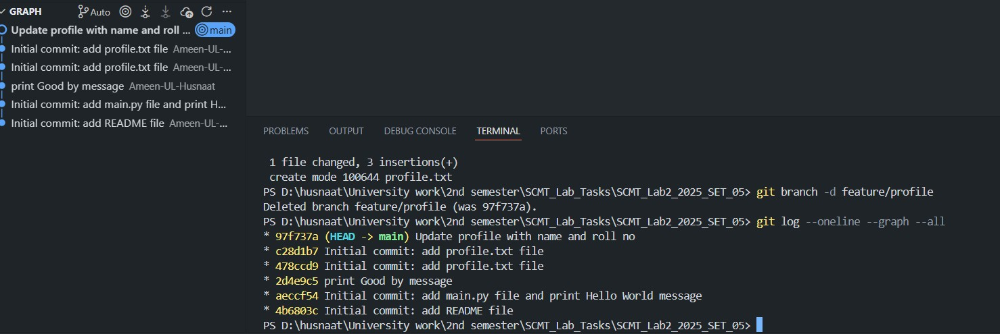 GRAPH Auto ...
Update profile with name and roll ... main
Initial commit: add profile.txt file Ameen-UL-...
Initial commit: add profile.txt file Ameen-UL-...
print Good by message Ameen-UL-Husnaat
Initial commit: add main.py file and print H...
Initial commit: add README file Ameen-UL-...
PROBLEMS OUTPUT DEBUG CONSOLE TERMINAL PORTS
1 file changed, 3 insertions(+)
create mode 100644 profile.txt
PS D:\husnaat\University work\2nd semester\SCMT_Lab_Tasks\SCMT_Lab2_2025_SET_05> git branch -d feature/profile
Deleted branch feature/profile (was 97f737a).
PS D:\husnaat\University work\2nd semester\SCMT_Lab_Tasks\SCMT_Lab2_2025_SET_05> git log --oneline --graph --all
* 97f737a (HEAD -> main) Update profile with name and roll no
* c28d1b7 Initial commit: add profile.txt file
* 478ccd9 Initial commit: add profile.txt file
* 2d4e9c5 print Good by message
* aeccf54 Initial commit: add main.py file and print Hello World message
* 4b6803c Initial commit: add README file
PS D:\husnaat\University work\2nd semester\SCMT_Lab_Tasks\SCMT_Lab2_2025_SET_05>